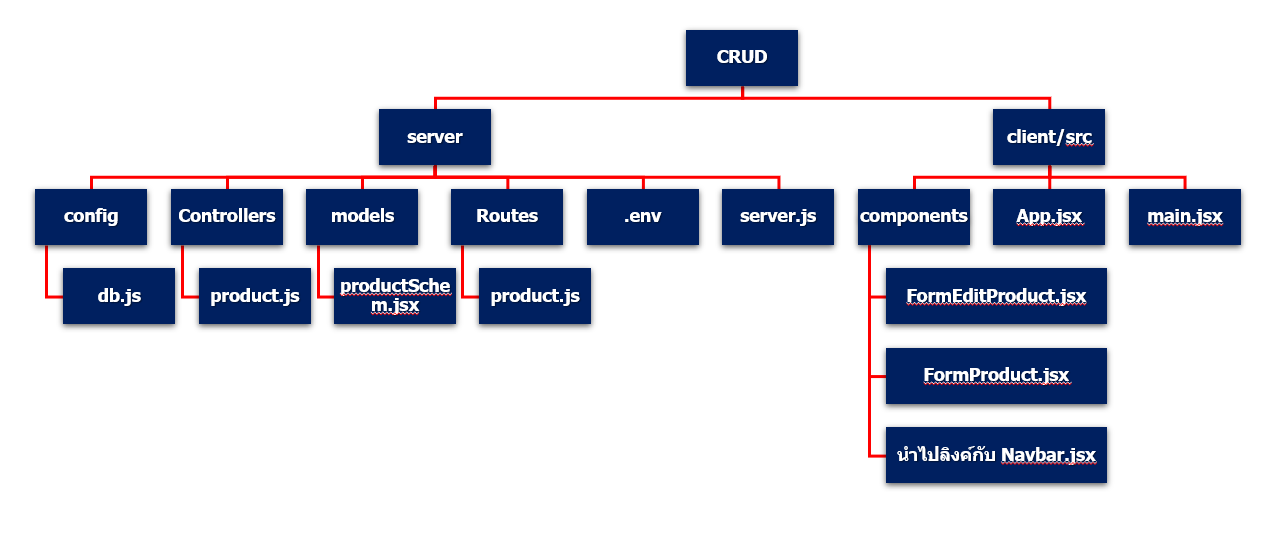 CRUD
server
client/src
config
Controllers
models
Routes
.env
server.js
components
App.jsx
main.jsx
db.js
product.js
productSche
m.jsx
product.js
FormEditProduct.jsx
FormProduct.jsx
นำไปลิงค์กับ Navbar.jsx